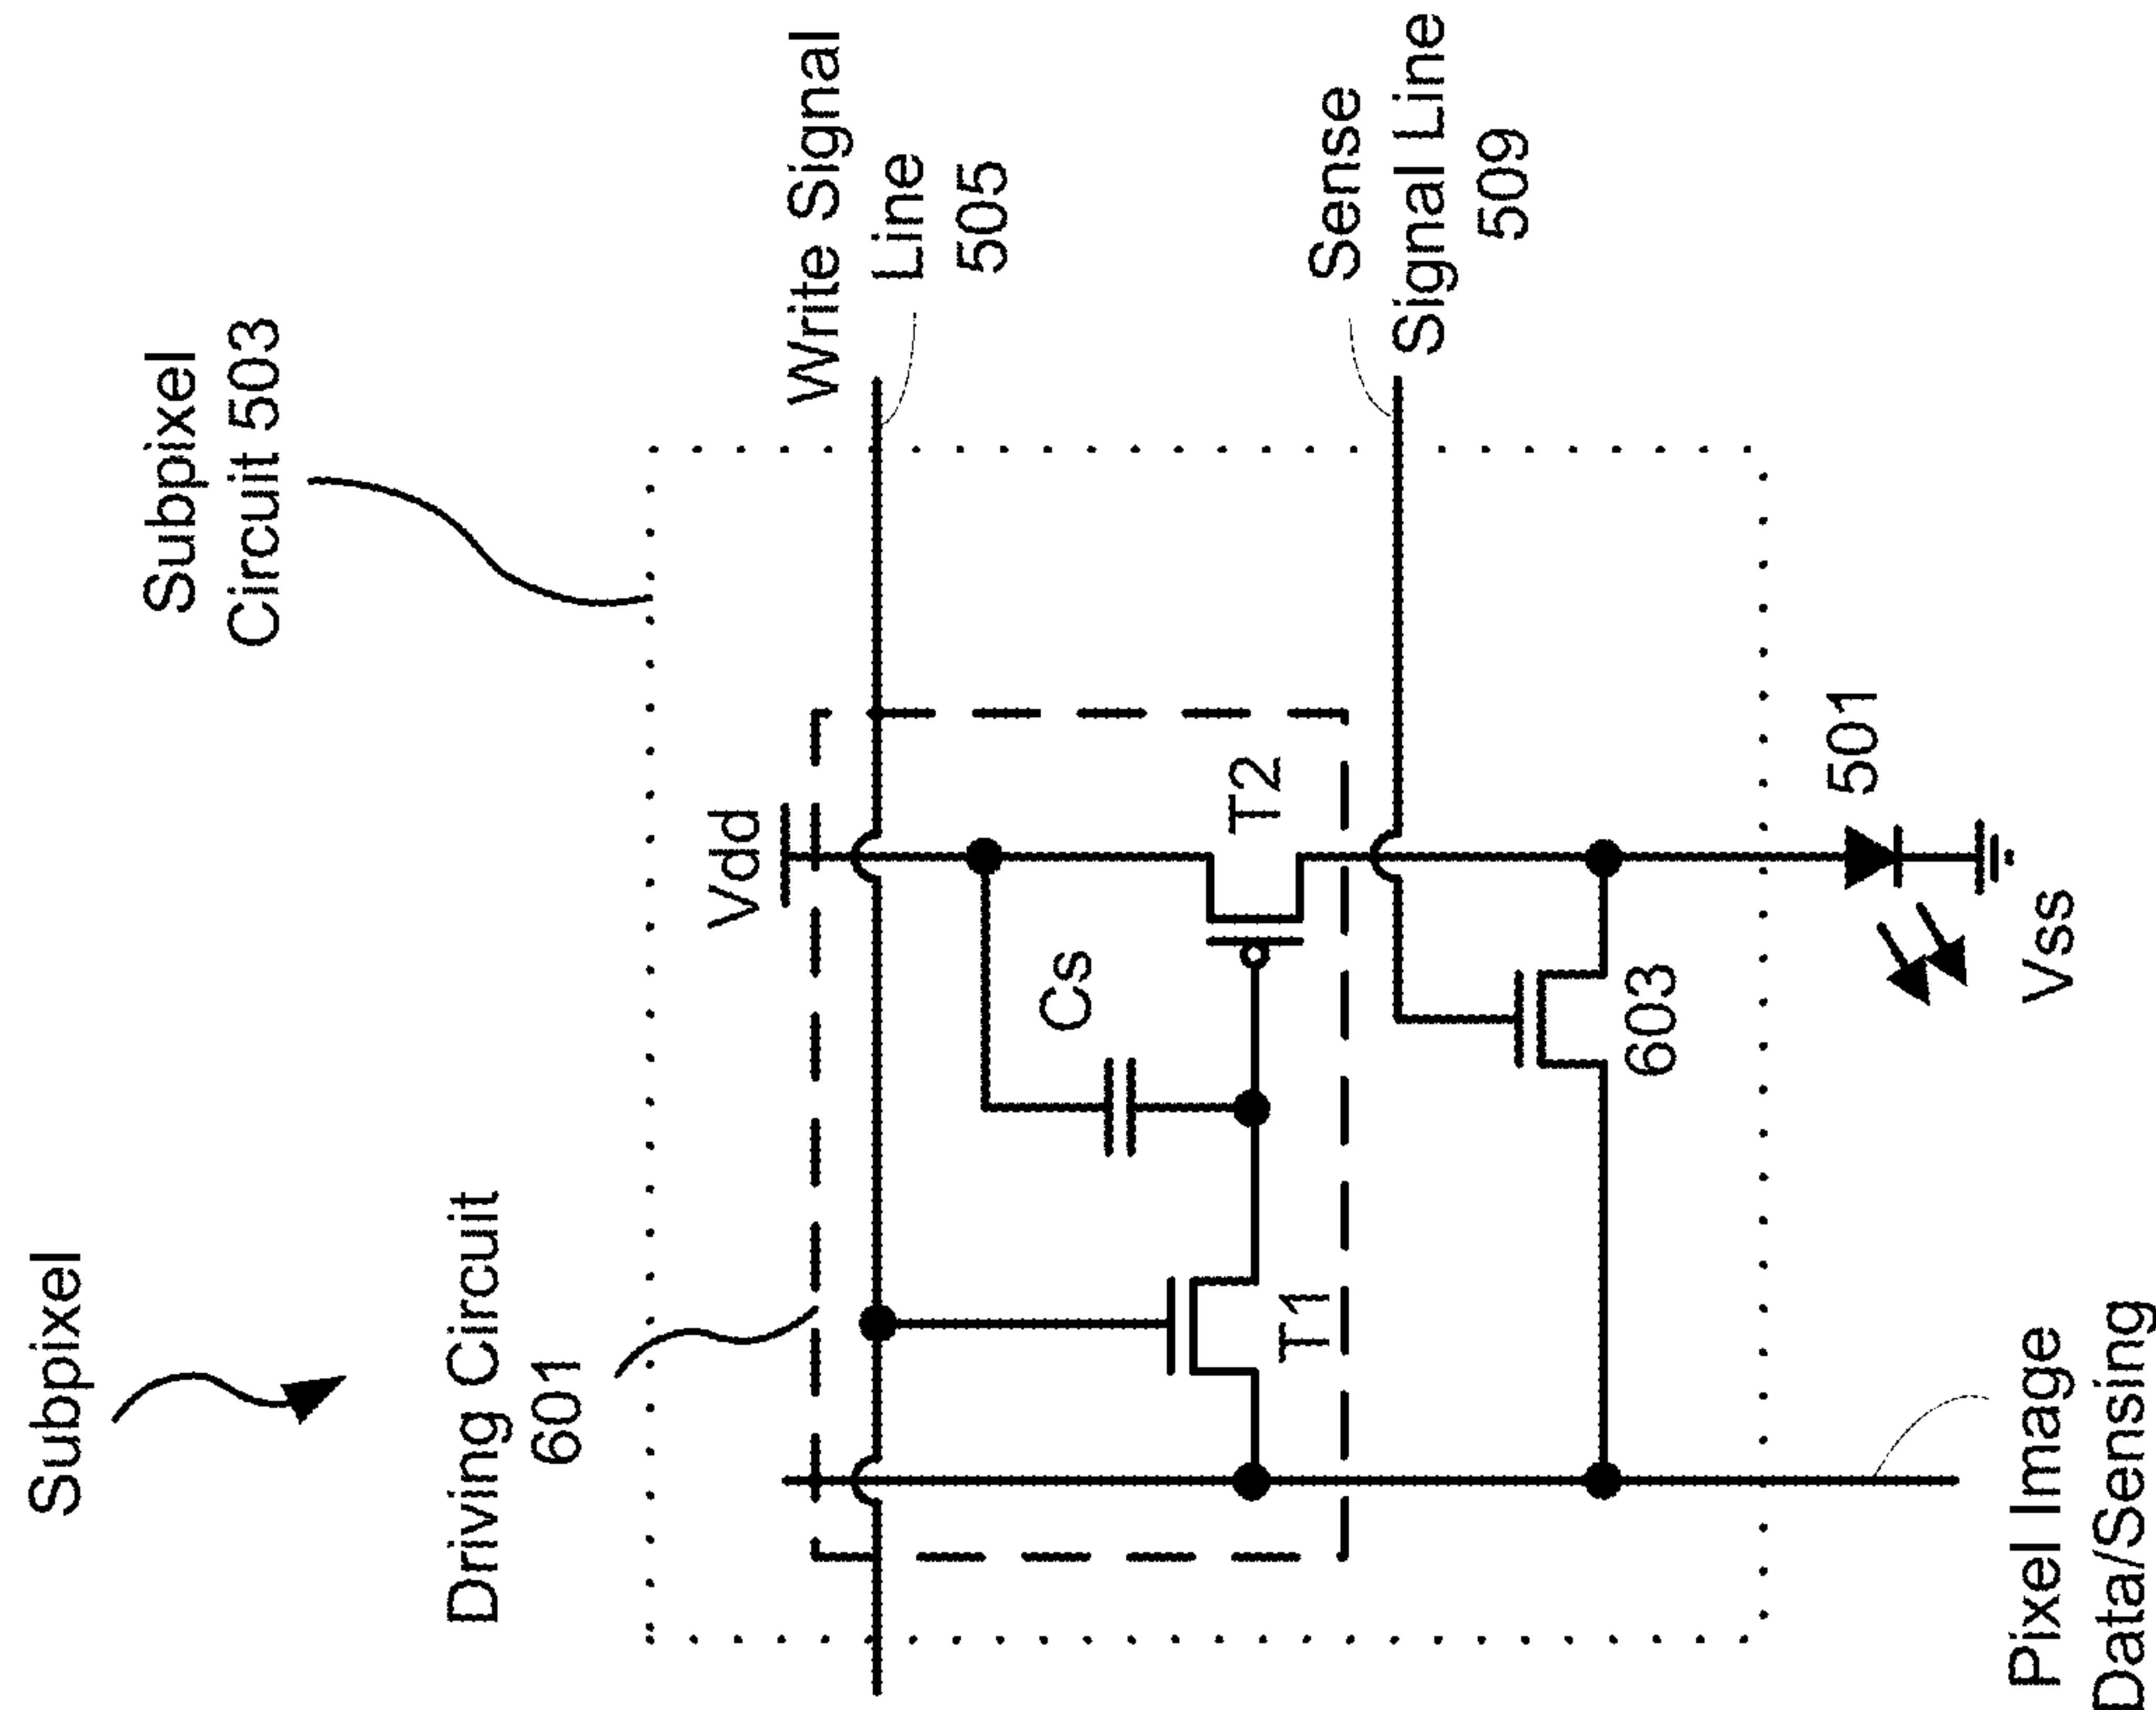 Subpixel
Subpixel
Circuit 503
Driving Circuit
601
Vdd
Write Signal
Line
505
Cs
T1
T2
Sense
Signal Line
509
603
501
Vss
Pixel Image
Data/Sensing